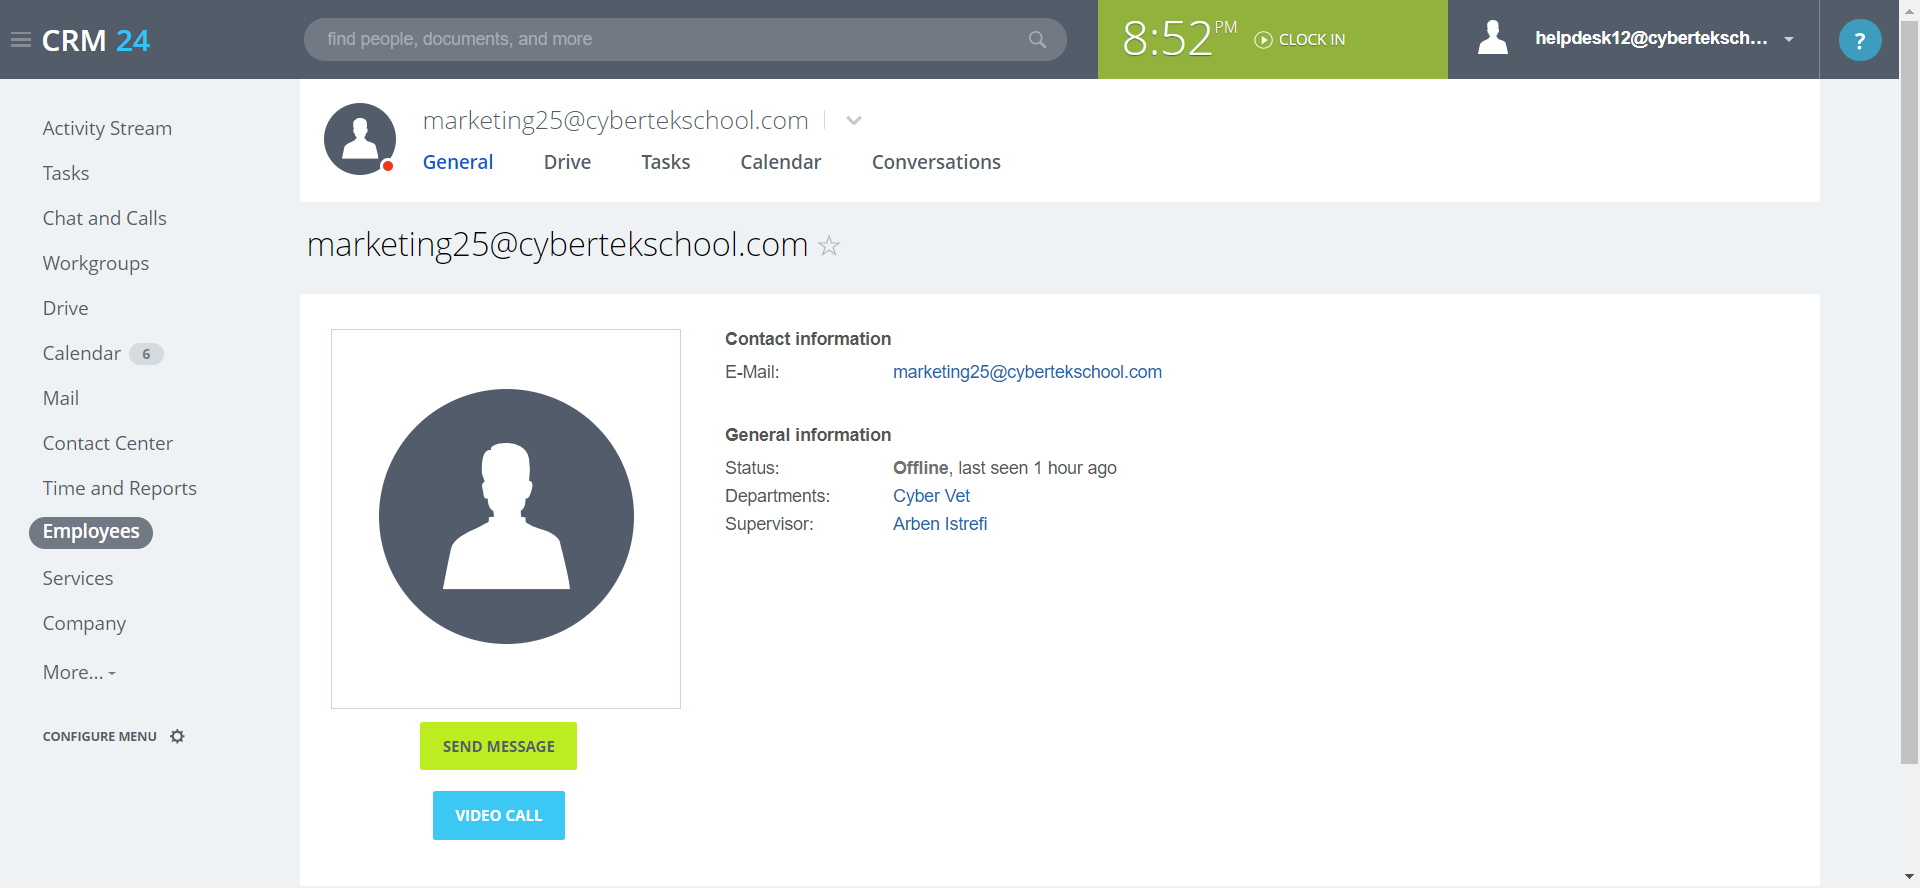 CRM 24
find people, documents, and more
8:52 PM
CLOCK IN
helpdesk12@cyberteksch...
?
Activity Stream
Tasks
Chat and Calls
Workgroups
Drive
Calendar 6
Mail
Contact Center
Time and Reports
Employees
Services
Company
More...
CONFIGURE MENU
marketing25@cybertekschool.com
General Drive Tasks Calendar Conversations
marketing25@cybertekschool.com
SEND MESSAGE
VIDEO CALL
Contact information
E-Mail: marketing25@cybertekschool.com
General information
Status: Offline, last seen 1 hour ago
Departments: Cyber Vet
Supervisor: Arben Istrefi